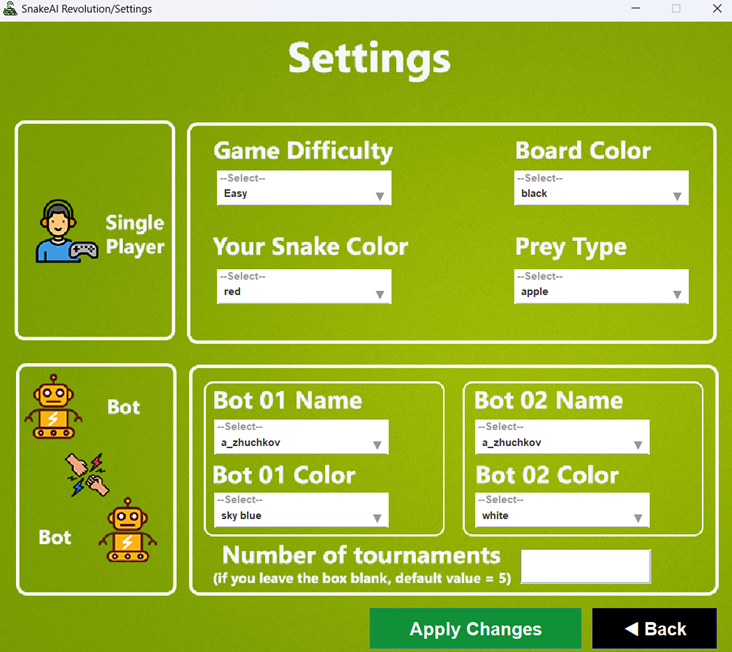 SnakeAI Revolution/Settings
Settings
Single
Player
Game Difficulty
--Select--
Easy
Board Color
--Select--
black
Your Snake Color
--Select--
red
Prey Type
--Select--
apple
Bot
Bot
Bot 01 Name
--Select--
a_zhuchkov
Bot 01 Color
--Select--
sky blue
Bot 02 Name
--Select--
a_zhuchkov
Bot 02 Color
--Select--
white
Number of tournaments
(if you leave the box blank, default value = 5)
Apply Changes
◀ Back